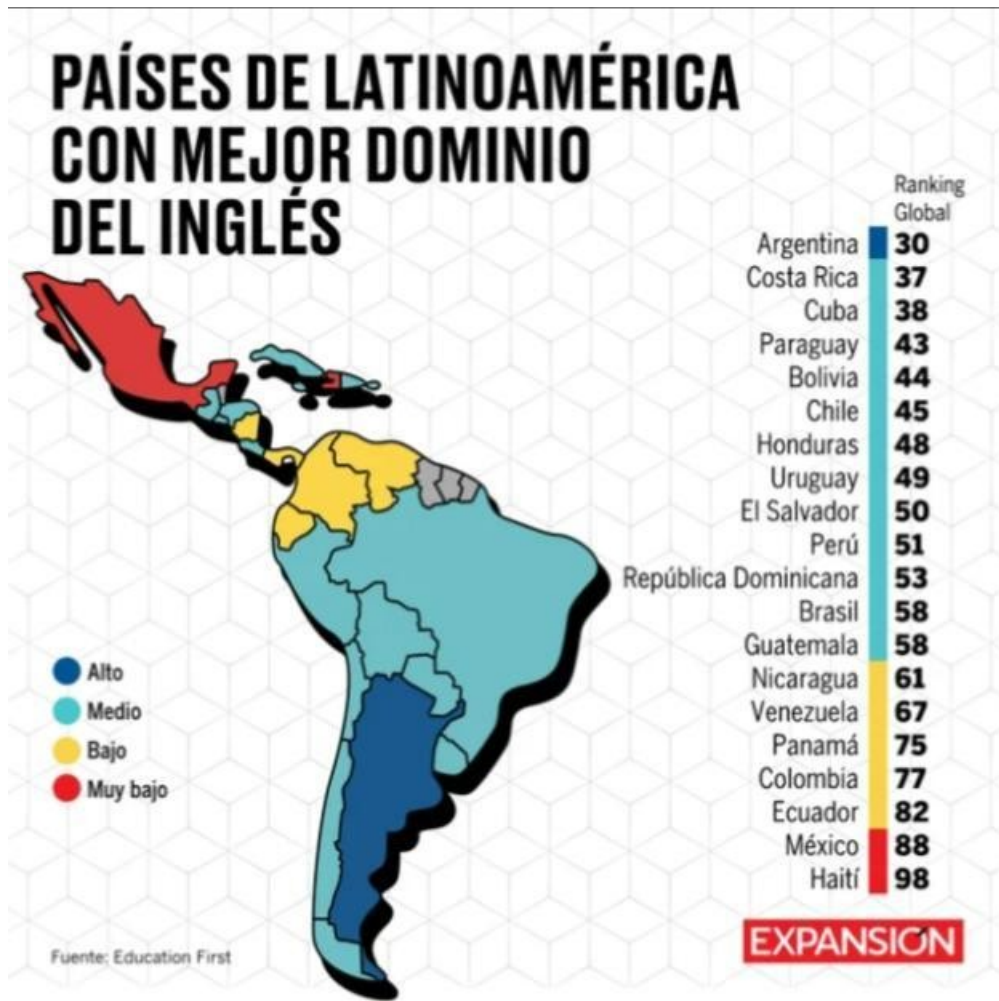 PAÍSES DE LATINOAMÉRICA
CON MEJOR DOMINIO
DEL INGLÉS
Ranking
Global
Argentina 30
Costa Rica 37
Cuba 38
Paraguay 43
Bolivia 44
Chile 45
Honduras 48
Uruguay 49
El Salvador 50
Perú 51
República Dominicana 53
Brasil 58
Guatemala 58
Nicaragua 61
Venezuela 67
Panamá 75
Colombia 77
Ecuador 82
México 88
Haití 98
Alto
Medio
Bajo
Muy bajo
Fuente: Education First
EXPANSIÓN